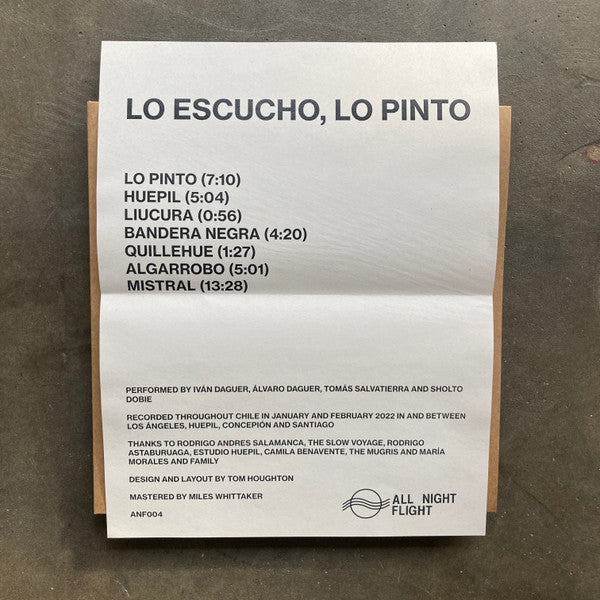 LO ESCUCHO, LO PINTO
LO PINTO (7:10)
HUEPIL (5:04)
LIUCURA (0:56)
BANDERA NEGRA (4:20)
QUILLEHUE (1:27)
ALGARROBO (5:01)
MISTRAL (13:28)
PERFORMED BY IVÁN DAGUER, ÁLVARO DAGUER, TOMÁS SALVATIERRA AND SHOLTO
DOBIE
RECORDED THROUGHOUT CHILE IN JANUARY AND FEBRUARY 2022 IN AND BETWEEN
LOS ÁNGELES, HUEPIL, CONCEPIÓN AND SANTIAGO
THANKS TO RODRIGO ANDRES SALAMANCA, THE SLOW VOYAGE, RODRIGO
ASTABURUAGA, ESTUDIO HUEPIL, CAMILA BENAVENTE, THE MUGRIS AND MARÍA
MORALES AND FAMILY
DESIGN AND LAYOUT BY TOM HOUGHTON
MASTERED BY MILES WHITTAKER
ANF004
ALL NIGHT
FLIGHT